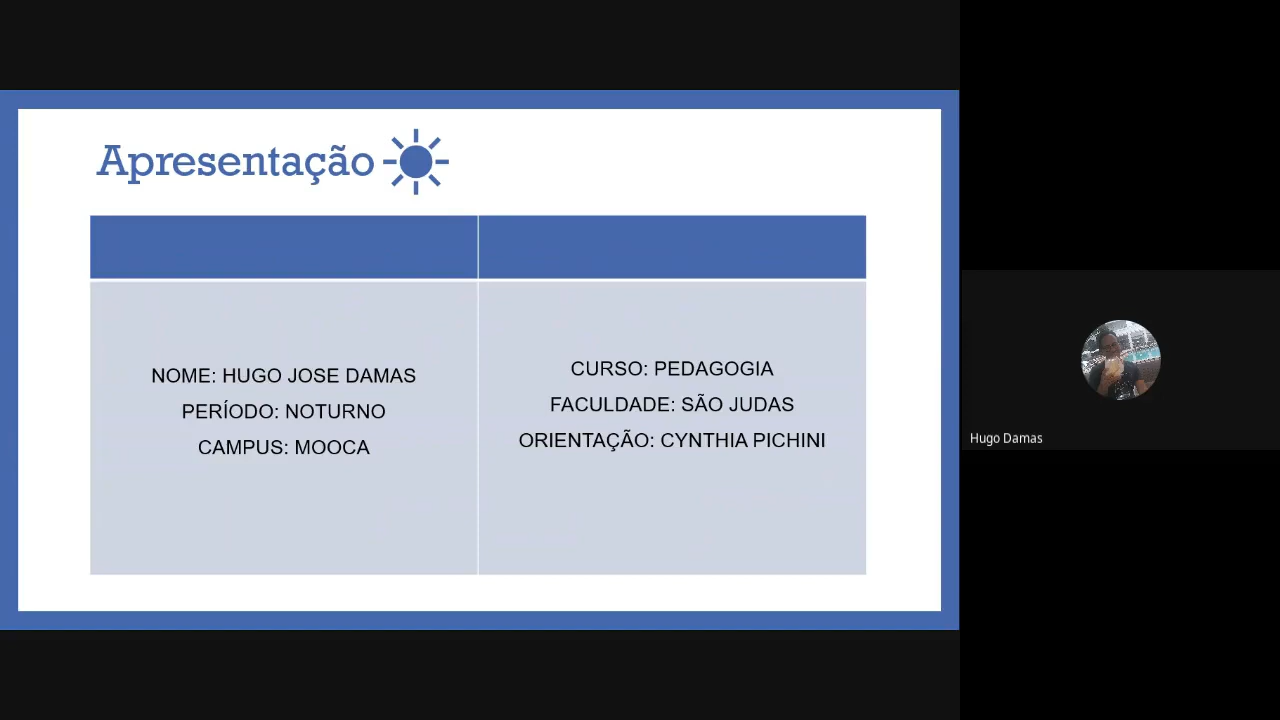 Apresentação
NOME: HUGO JOSE DAMAS
PERÍODO: NOTURNO
CAMPUS: MOOCA
CURSO: PEDAGOGIA
FACULDADE: SÃO JUDAS
ORIENTAÇÃO: CYNTHIA PICHINI
Hugo Damas